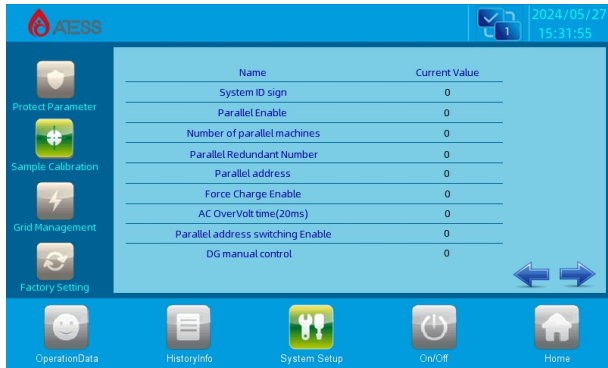 ATESS
1
2024/05/27
15:31:55
Protect Parameter
Sample Calibration
Grid Management
Factory Setting
Name Current Value
System ID sign 0
Parallel Enable 0
Number of parallel machines 0
Parallel Redundant Number 0
Parallel address 0
Force Charge Enable 0
AC OverVolt time(20ms) 0
Parallel address switching Enable 0
DG manual control 0
OperationData HistoryInfo System Setup On/Off Home